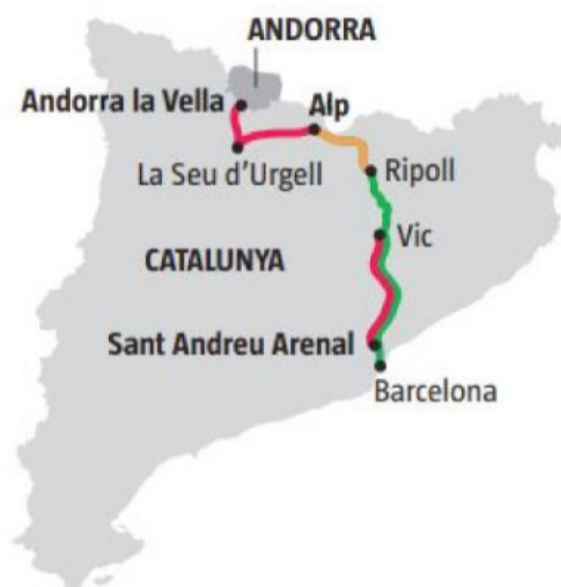 ANDORRA
Andorra la Vella
Alp
La Seu d'Urgell
Ripoll
Vic
CATALUNYA
Sant Andreu Arenal
Barcelona